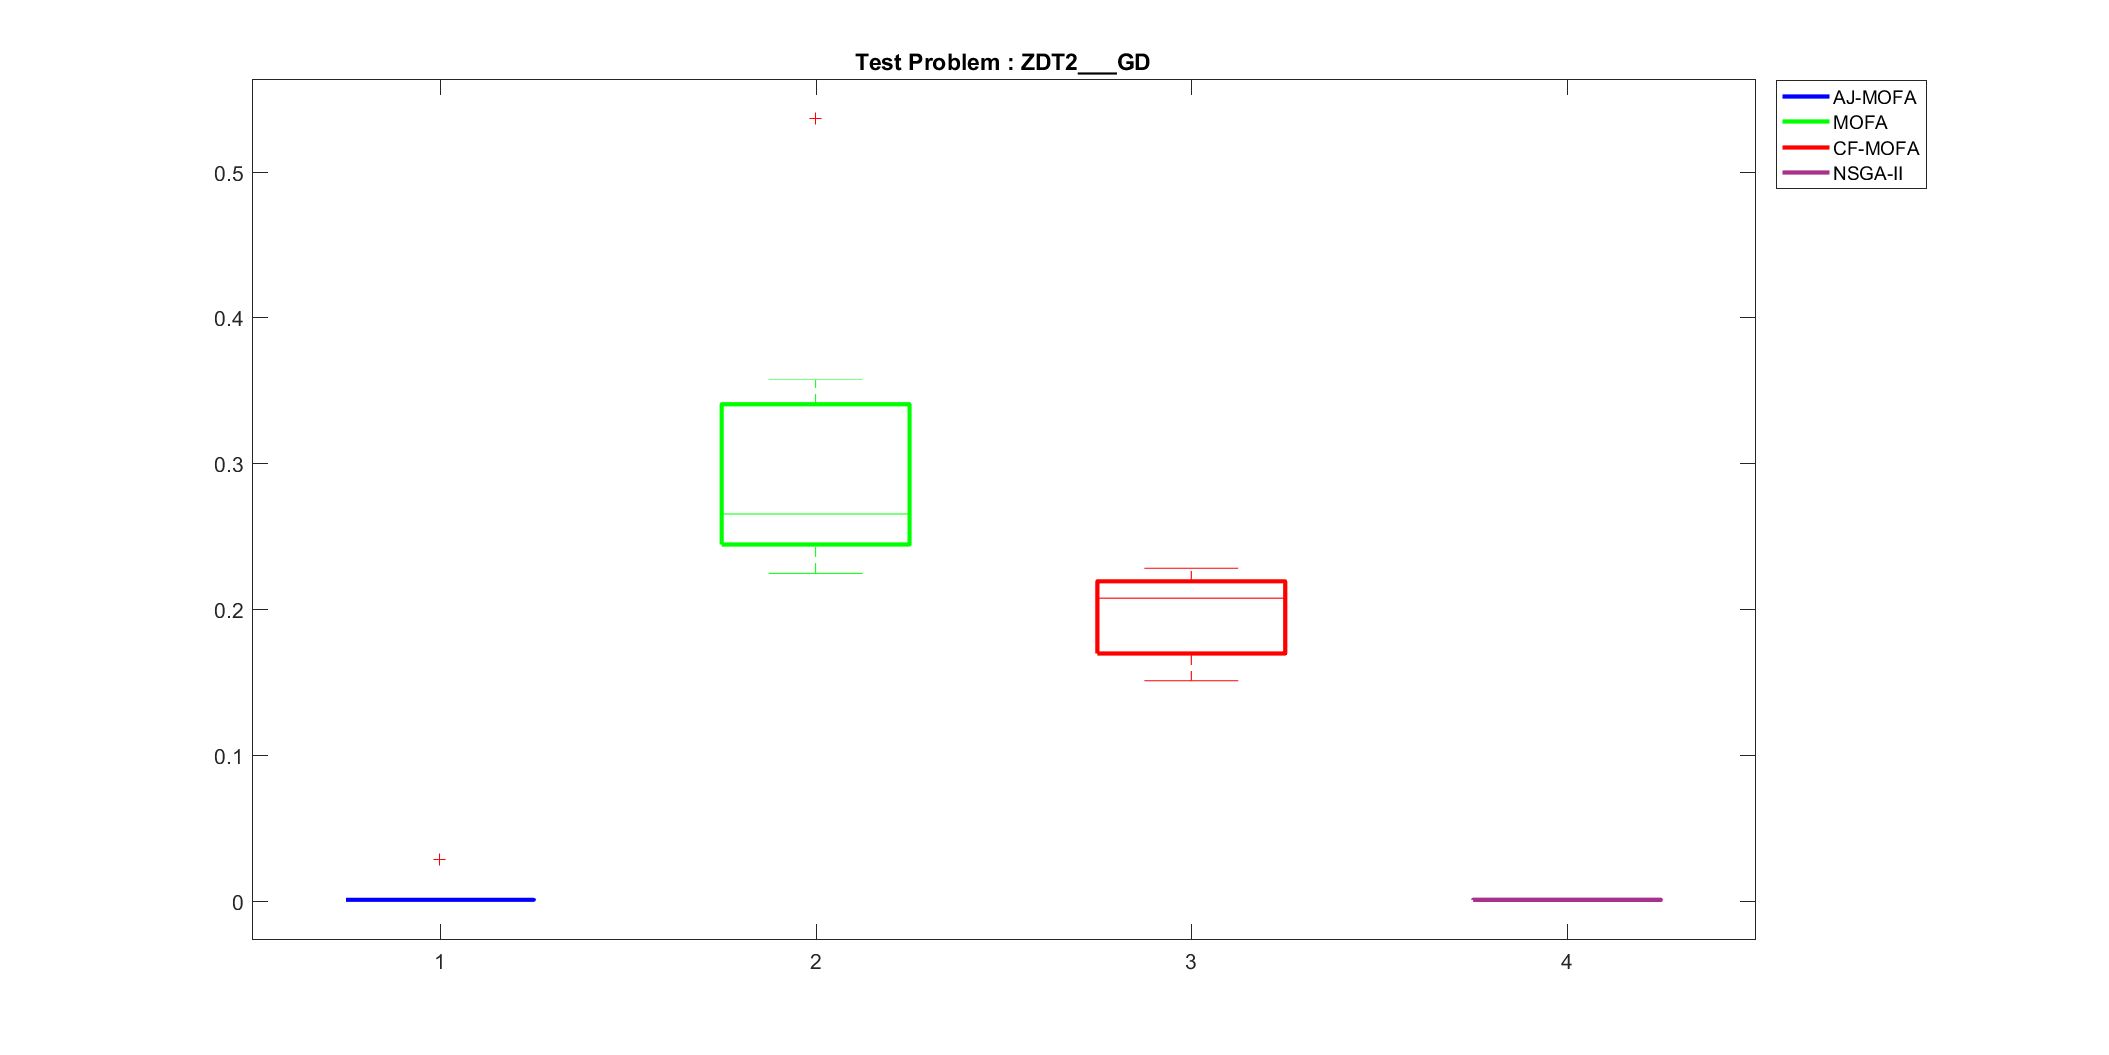 Test Problem : ZDT2___GD
AJ-MOFA
MOFA
CF-MOFA
NSGA-II
0.5
0.4
0.3
0.2
0.1
0
1 2 3 4